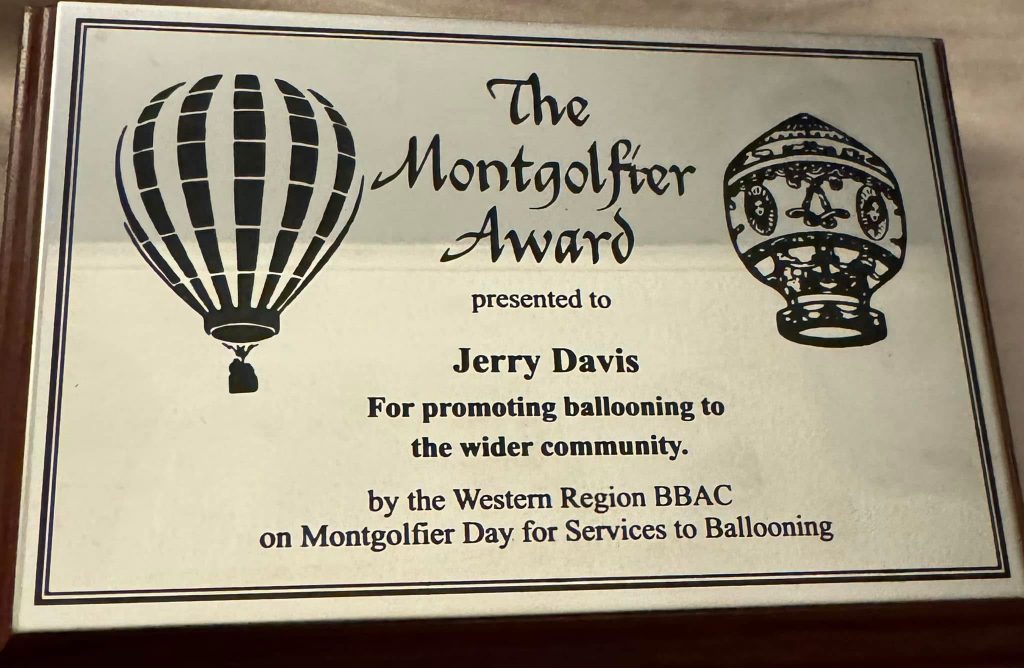 The
Montgolfier
Award
presented to
Jerry Davis
For promoting ballooning to
the wider community.
by the Western Region BBAC
on Montgolfier Day for Services to Ballooning